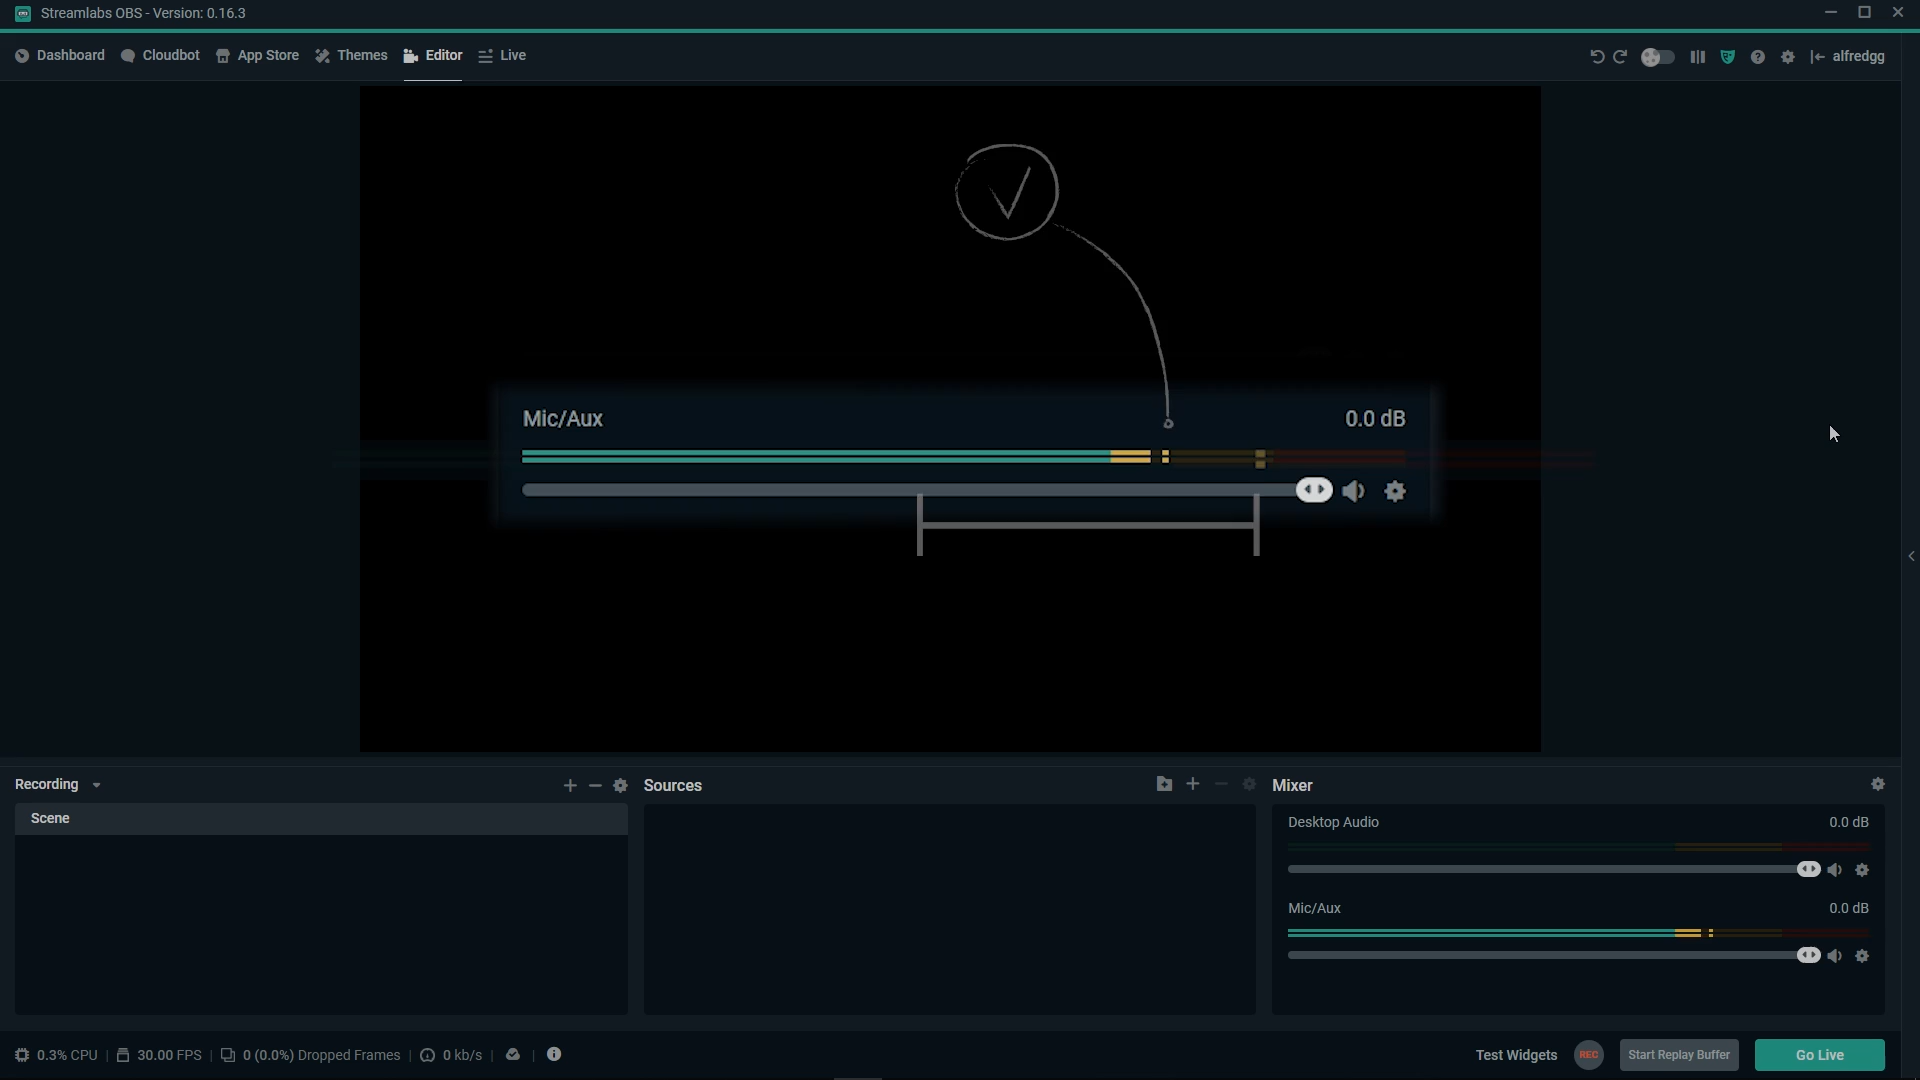 Streamlabs OBS - Version: 0.16.3
Dashboard Cloudbot App Store Themes Editor Live alfredgg
Mic/Aux 0.0 dB
Recording Sources Mixer
Scene
Desktop Audio 0.0 dB
Mic/Aux 0.0 dB
0.3% CPU 30.00 FPS 0 (0.0%) Dropped Frames 0 kb/s Test Widgets REC Start Replay Buffer Go Live